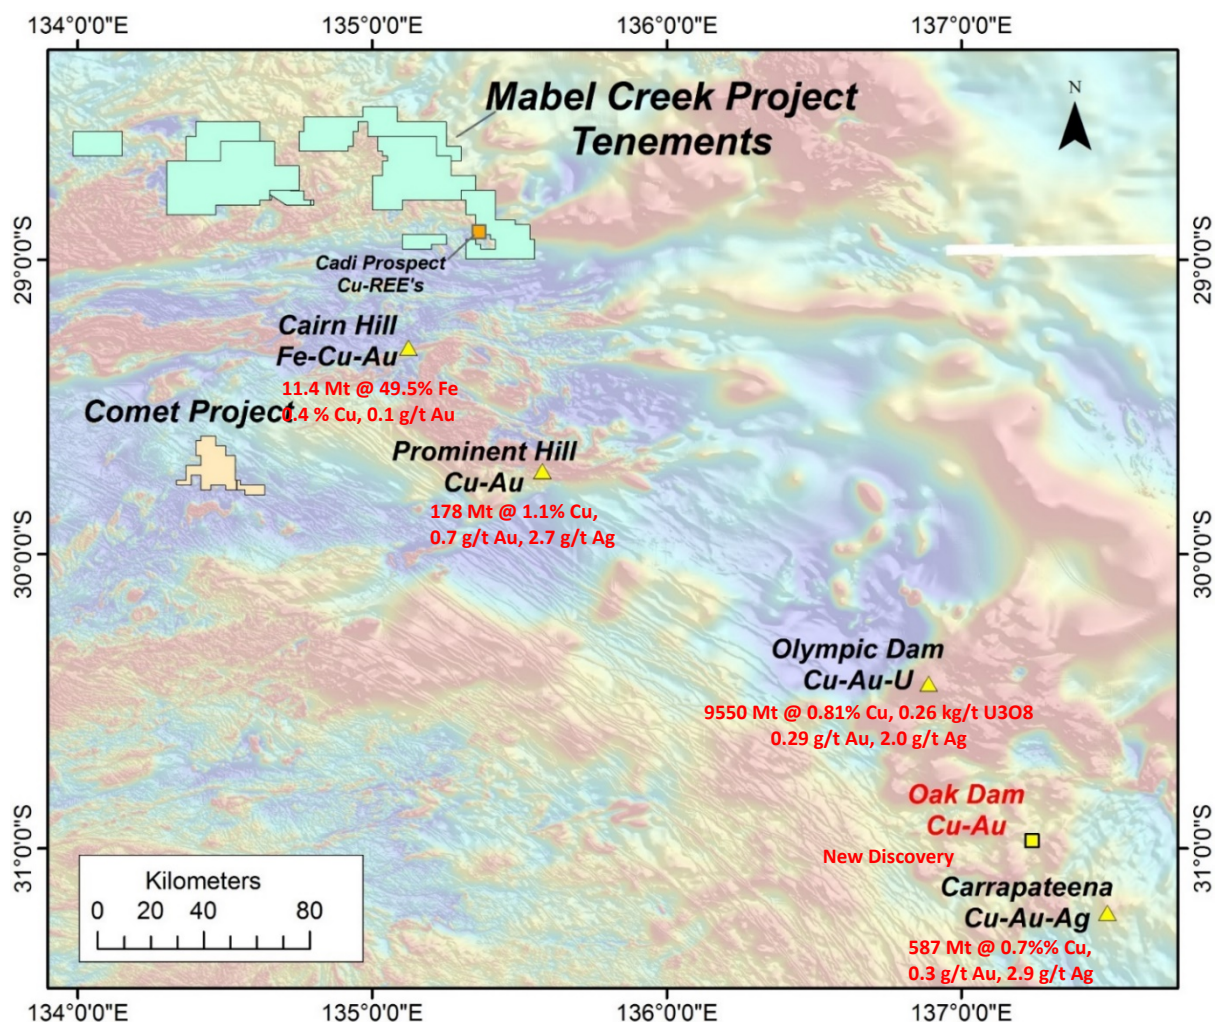 134°0'0"E 135°0'0"E 136°0'0"E 137°0'0"E
Mabel Creek Project
Tenements
N
29°0'0"S
29°0'0"S
Cadi Prospect
Cu-REE's
Cairn Hill
Fe-Cu-Au
11.4 Mt @ 49.5% Fe
0.4 % Cu, 0.1 g/t Au
Comet Project
Prominent Hill
Cu-Au
178 Mt @ 1.1% Cu,
0.7 g/t Au, 2.7 g/t Ag
30°0'0"S
30°0'0"S
Olympic Dam
Cu-Au-U
9550 Mt @ 0.81% Cu, 0.26 kg/t U3O8
0.29 g/t Au, 2.0 g/t Ag
Oak Dam
Cu-Au
New Discovery
31°0'0"S
31°0'0"S
Carrapateena
Cu-Au-Ag
587 Mt @ 0.7%% Cu,
0.3 g/t Au, 2.9 g/t Ag
Kilometers
0 20 40 80
134°0'0"E 135°0'0"E 136°0'0"E 137°0'0"E